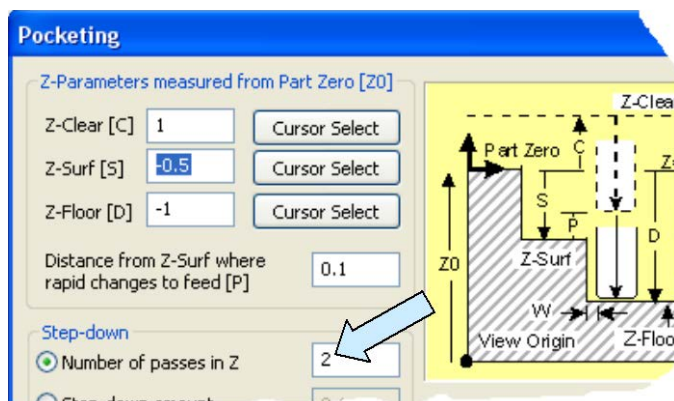 Pocketing
Z-Parameters measured from Part Zero [Z0]
Z-Clear [C] 1 Cursor Select
Z-Surf [S] -0.5 Cursor Select
Z-Floor [D] -1 Cursor Select
Distance from Z-Surf where
rapid changes to feed [P] 0.1
Step-down
Number of passes in Z 2
Z-Clea
Part Zero
C
Z=
S
P
D
Z0
Z-Surf
W
View Origin
Z-Floo